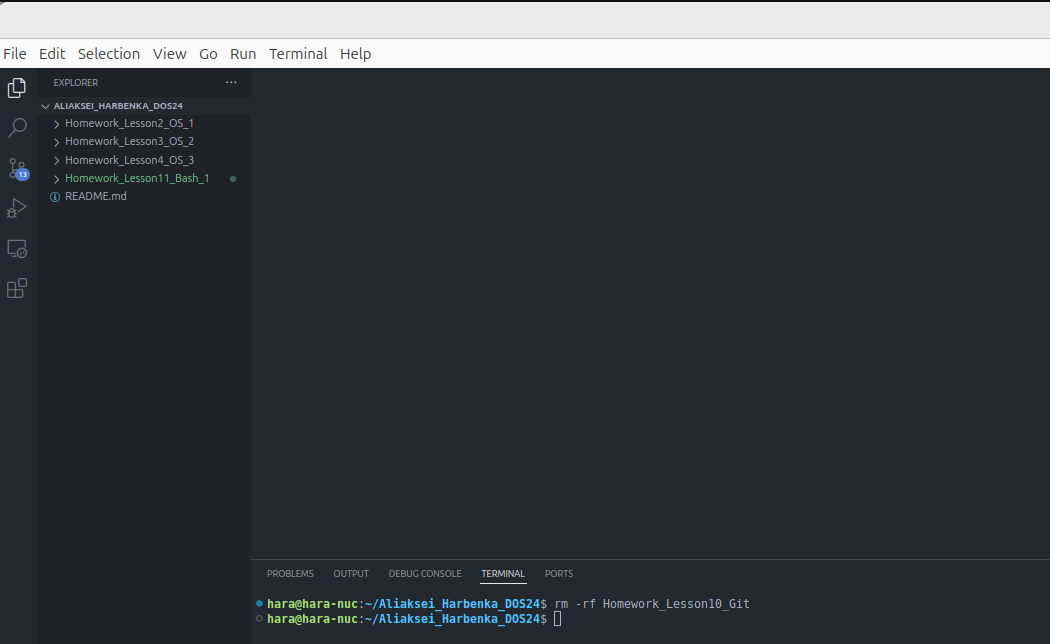 File Edit Selection View Go Run Terminal Help
EXPLORER ...
ALIAKSEI_HARBENKA_DOS24
Homework_Lesson2_OS_1
Homework_Lesson3_OS_2
Homework_Lesson4_OS_3
13
Homework_Lesson11_Bash_1
README.md
PROBLEMS OUTPUT DEBUG CONSOLE TERMINAL PORTS
hara@hara-nuc:~/Aliaksei_Harbenka_DOS24$ rm -rf Homework_Lesson10_Git
hara@hara-nuc:~/Aliaksei_Harbenka_DOS24$